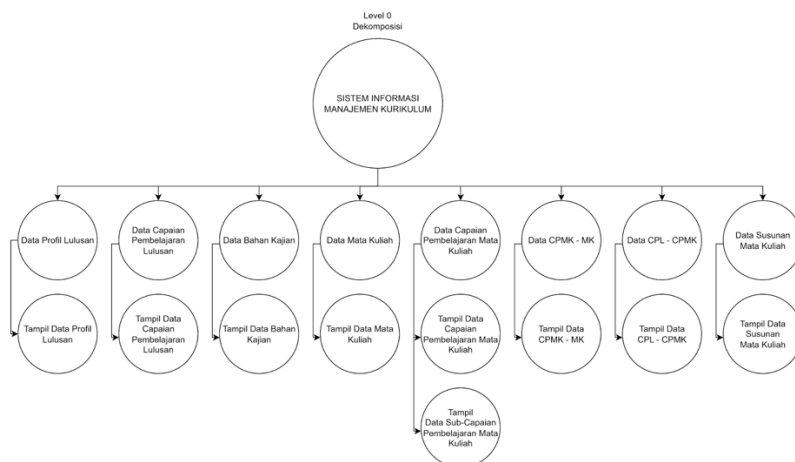 Level 0
Dekomposisi
SISTEM INFORMASI
MANAJEMEN KURIKULUM
Data Profil Lulusan
Data Capaian
Pembelajaran
Lulusan
Data Bahan Kajian
Data Mata Kuliah
Data Capaian
Pembelajaran Mata
Kuliah
Data CPMK - MK
Data CPL - CPMK
Data Susunan
Mata Kuliah
Tampil Data Profil
Lulusan
Tampil Data
Capaian
Pembelajaran
Lulusan
Tampil Data Bahan
Kajian
Tampil Data Mata
Kuliah
Tampil Data
Capaian
Pembelajaran Mata
Kuliah
Tampil Data
CPMK - MK
Tampil Data
CPL - CPMK
Tampil Data
Susunan
Mata Kuliah
Tampil
Data Sub-Capaian
Pembelajaran Mata
Kuliah